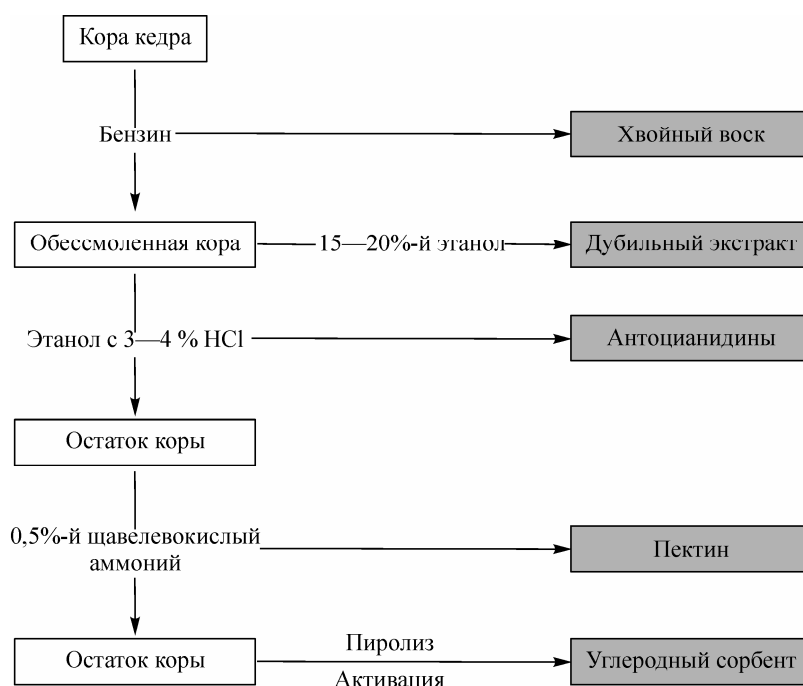 Кора кедра
Бензин
Хвойный воск
Обессмоленная кора
15—20%-й этанол
Дубильный экстракт
Этанол с 3—4 % HCl
Антоцианидины
Остаток коры
0,5%-й щавелевокислый
аммоний
Пектин
Остаток коры
Пиролиз
Активация
Углеродный сорбент